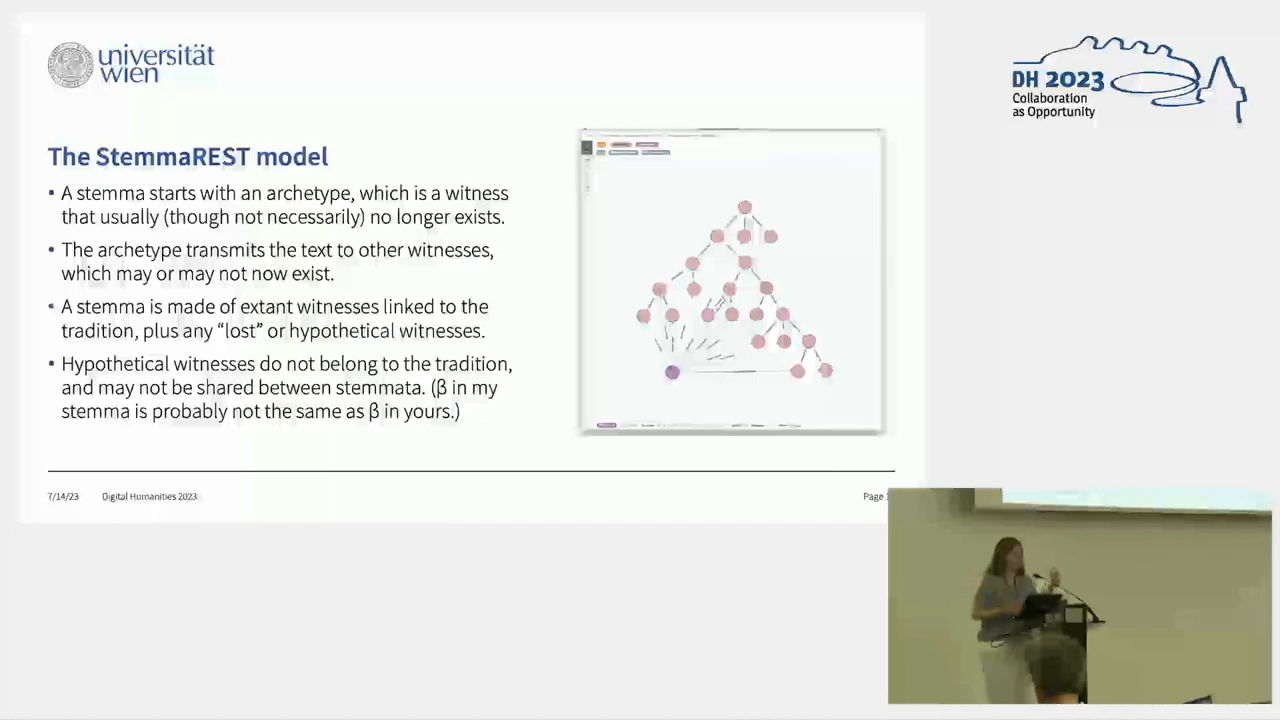 universität
wien
DH 2023
Collaboration
as Opportunity
The StemmaREST model
▪ A stemma starts with an archetype, which is a witness
that usually (though not necessarily) no longer exists.
▪ The archetype transmits the text to other witnesses,
which may or may not now exist.
▪ A stemma is made of extant witnesses linked to the
tradition, plus any “lost” or hypothetical witnesses.
▪ Hypothetical witnesses do not belong to the tradition,
and may not be shared between stemmata. (β in my
stemma is probably not the same as β in yours.)
7/14/23 Digital Humanities 2023 Page